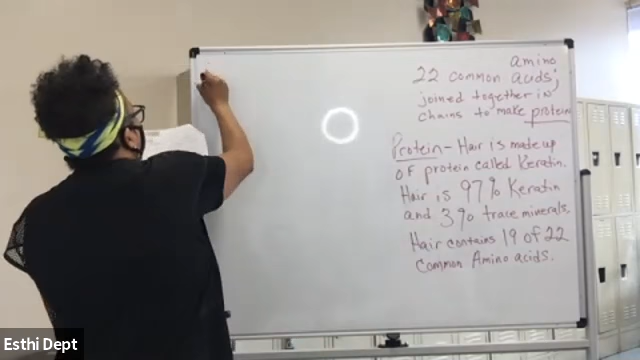 amino
22 common acids;
joined together in
chains to make protein
Protein - Hair is made up
of protein called Keratin.
Hair is 97% Keratin
and 3% trace minerals.
Hair contains 19 of 22
Common Amino acids.
Esthi Dept